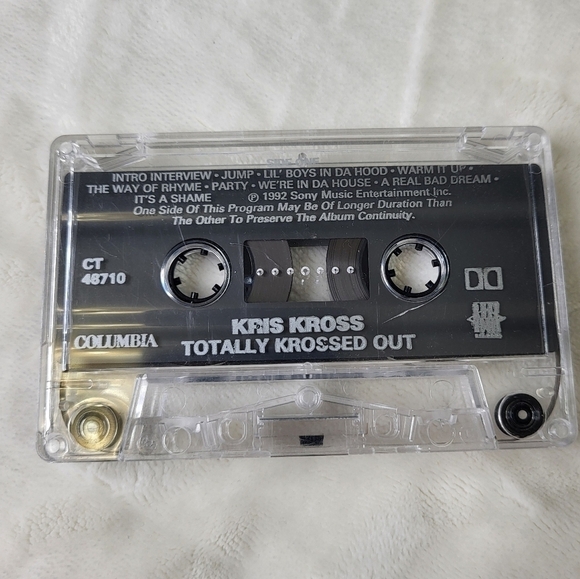 SIDE ONE
INTRO INTERVIEW • JUMP • LIL' BOYS IN DA HOOD • WARM IT UP •
THE WAY OF RHYME • PARTY • WE'RE IN DA HOUSE • A REAL BAD DREAM •
IT'S A SHAME ℗ 1992 Sony Music Entertainment Inc.
One Side Of This Program May Be Of Longer Duration Than
The Other To Preserve The Album Continuity.
CT
48710
KRIS KROSS
COLUMBIA
TOTALLY KROSSED OUT